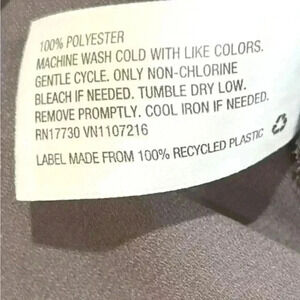 100% POLYESTER
MACHINE WASH COLD WITH LIKE COLORS.
GENTLE CYCLE. ONLY NON-CHLORINE
BLEACH IF NEEDED. TUMBLE DRY LOW.
REMOVE PROMPTLY. COOL IRON IF NEEDED.
RN17730 VN1107216
LABEL MADE FROM 100% RECYCLED PLASTIC